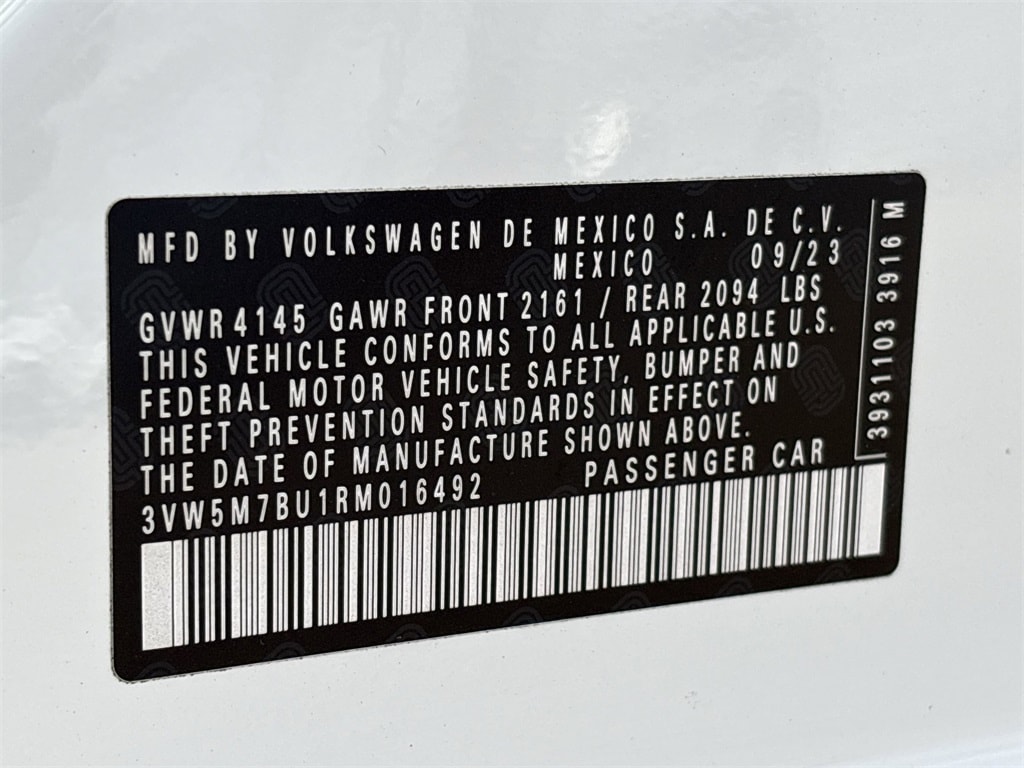 MFD BY VOLKSWAGEN DE MEXICO S.A. DE C.V.
MEXICO 09/23
GVWR 4145 GAWR FRONT 2161 / REAR 2094 LBS
THIS VEHICLE CONFORMS TO ALL APPLICABLE U.S.
FEDERAL MOTOR VEHICLE SAFETY, BUMPER AND
THEFT PREVENTION STANDARDS IN EFFECT ON
THE DATE OF MANUFACTURE SHOWN ABOVE.
3VW5M7BU1RM016492 PASSENGER CAR
3931103 3916 M